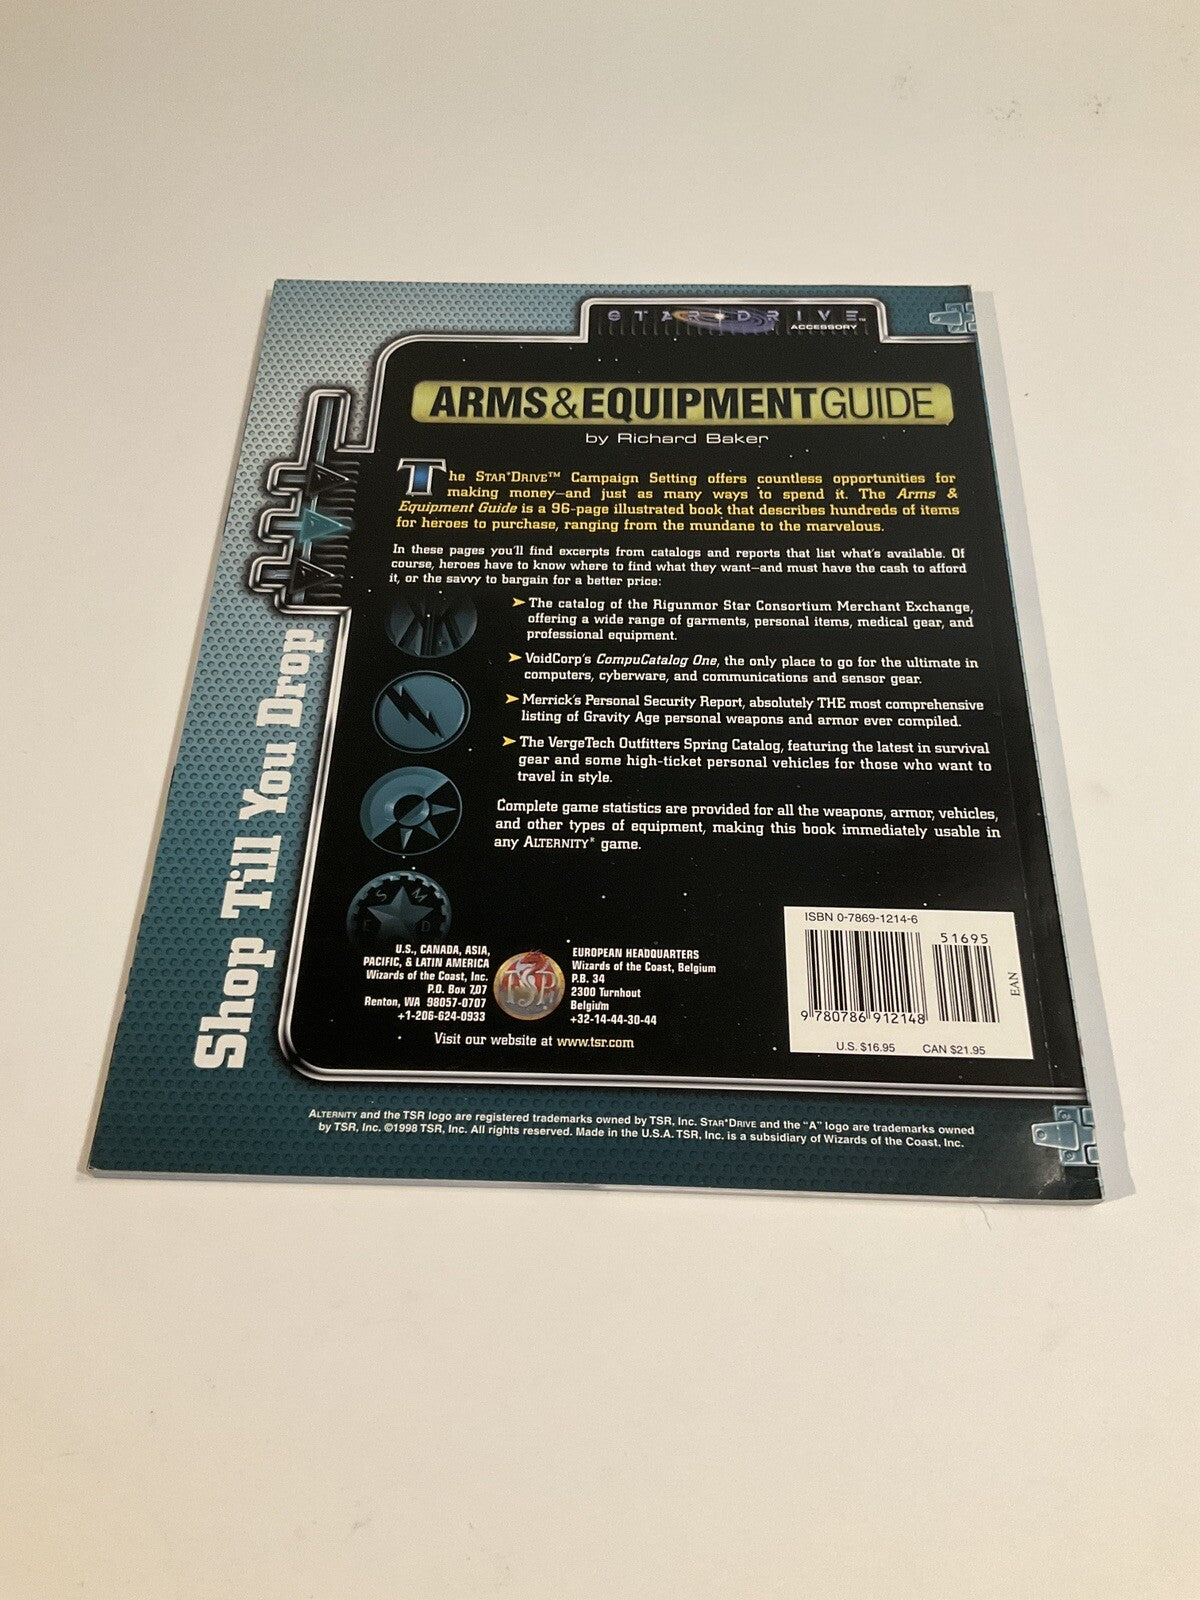 STAR★DRIVE™
ACCESSORY
ARMS&EQUIPMENTGUIDE
by Richard Baker
The STAR*DRIVE™ Campaign Setting offers countless opportunities for
making money—and just as many ways to spend it. The Arms &
Equipment Guide is a 96-page illustrated book that describes hundreds of items
for heroes to purchase, ranging from the mundane to the marvelous.
In these pages you'll find excerpts from catalogs and reports that list what's available. Of
course, heroes have to know where to find what they want—and must have the cash to afford
it, or the savvy to bargain for a better price:
➤ The catalog of the Rigunmor Star Consortium Merchant Exchange,
offering a wide range of garments, personal items, medical gear, and
professional equipment.
➤ VoidCorp's CompuCatalog One, the only place to go for the ultimate in
computers, cyberware, and communications and sensor gear.
➤ Merrick's Personal Security Report, absolutely THE most comprehensive
listing of Gravity Age personal weapons and armor ever compiled.
➤ The VergeTech Outfitters Spring Catalog, featuring the latest in survival
gear and some high-ticket personal vehicles for those who want to
travel in style.
Complete game statistics are provided for all the weapons, armor, vehicles,
and other types of equipment, making this book immediately usable in
any ALTERNITY® game.
Shop Till You Drop
S M
E D
U.S., CANADA, ASIA,
PACIFIC, & LATIN AMERICA
Wizards of the Coast, Inc.
P.O. Box 707
Renton, WA 98057-0707
+1-206-624-0933
TSR
EUROPEAN HEADQUARTERS
Wizards of the Coast, Belgium
P.B. 34
2300 Turnhout
Belgium
+32-14-44-30-44
Visit our website at www.tsr.com
ISBN 0-7869-1214-6
51695
9 780786 912148
EAN
U.S. $16.95 CAN $21.95
ALTERNITY and the TSR logo are registered trademarks owned by TSR, Inc. STAR*DRIVE and the "A" logo are trademarks owned
by TSR, Inc. ©1998 TSR, Inc. All rights reserved. Made in the U.S.A. TSR, Inc. is a subsidiary of Wizards of the Coast, Inc.